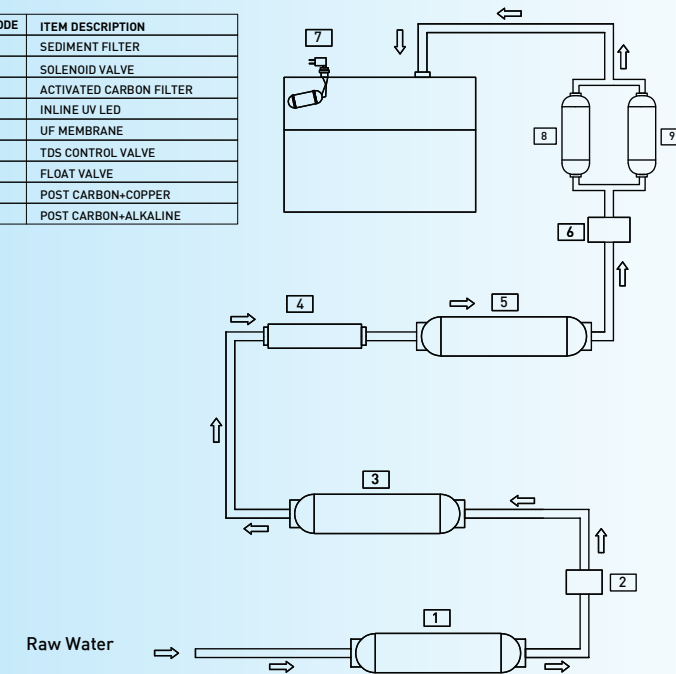 ODE ITEM DESCRIPTION
SEDIMENT FILTER
SOLENOID VALVE
ACTIVATED CARBON FILTER
INLINE UV LED
UF MEMBRANE
TDS CONTROL VALVE
FLOAT VALVE
POST CARBON+COPPER
POST CARBON+ALKALINE
7
8
9
6
4
5
3
2
1
Raw Water